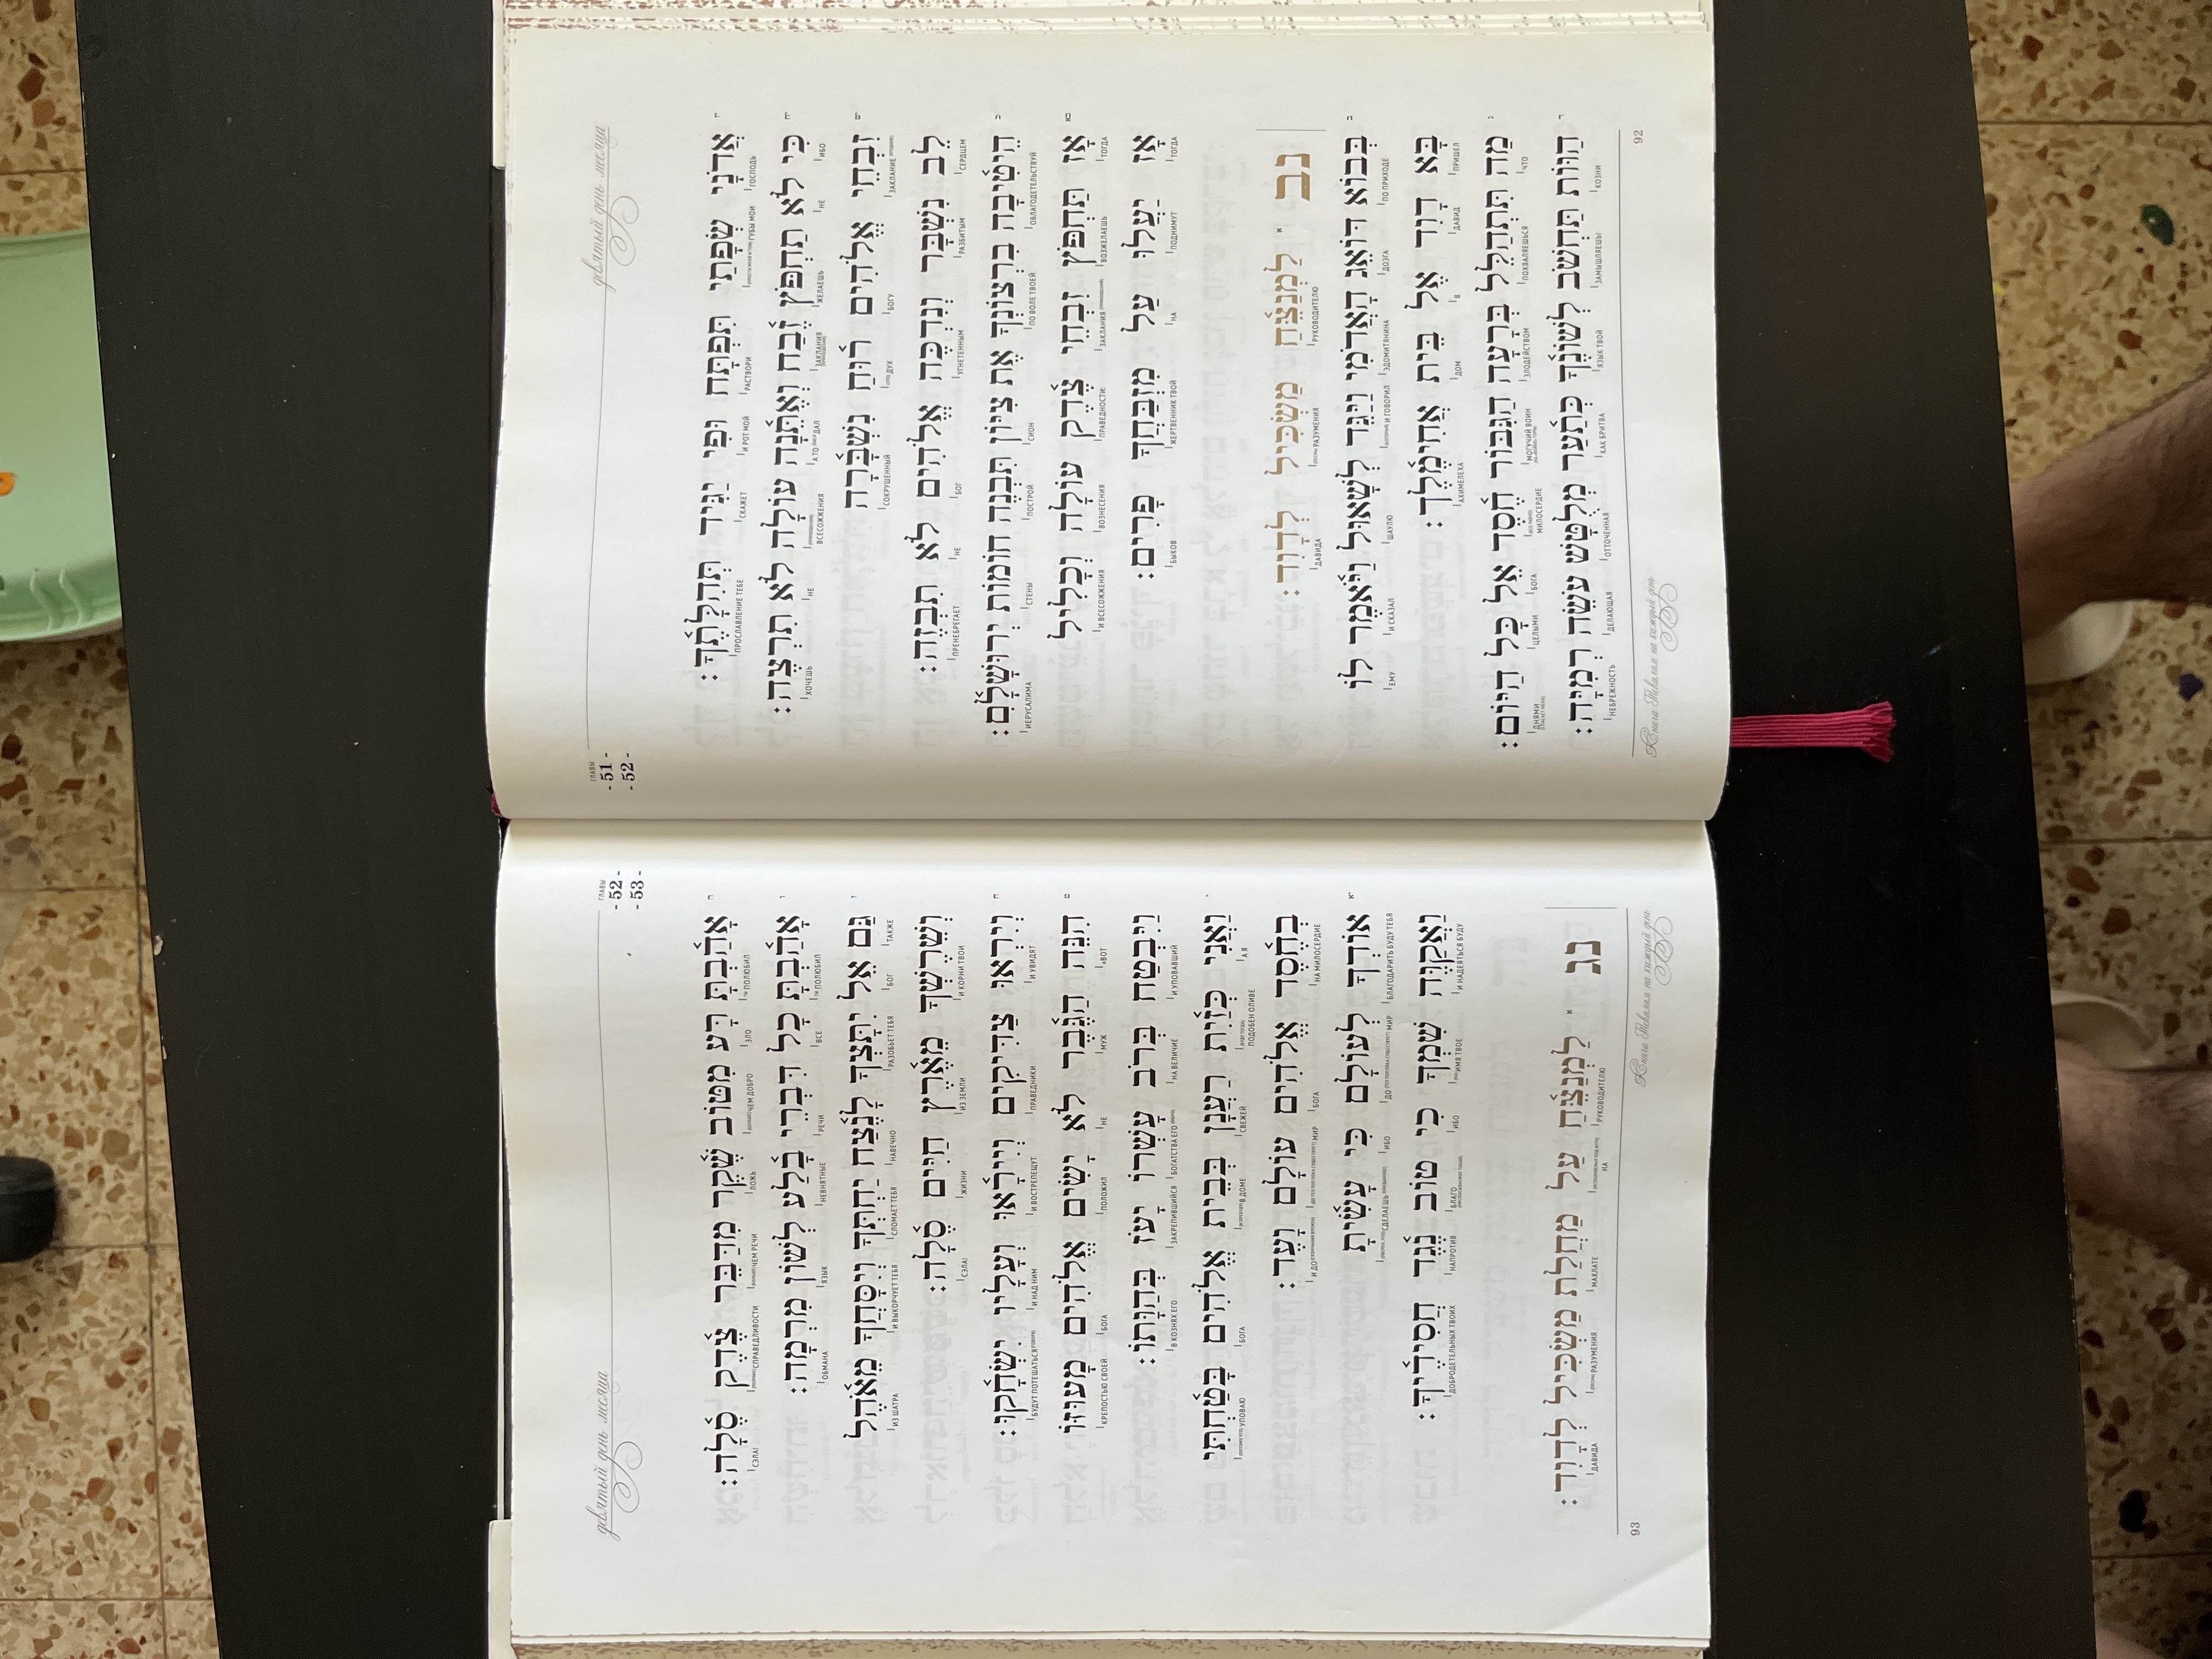 девятый день месяца
ГЛАВЫ
- 51 -
- 52 -
יז אֲדֹנָי שְׂפָתַי תִּפְתָּח וּפִי יַגִּיד תְּהִלָּתֶךָ:
ГОСПОДЬ ГУБЫ МОИ РАСТВОРИ И РОТ МОЙ СКАЖЕТ ПРОСЛАВЛЕНИЕ ТЕБЕ
יח כִּי לֹא תַחְפֹּץ זֶבַח וְאֶתֵּנָה עוֹלָה לֹא תִרְצֶה:
ИБО НЕ ЖЕЛАЕШЬ ЗАКЛАНИЯ А ТО ДАЛ ВСЕСОЖЖЕНИЯ НЕ ХОЧЕШЬ
יט זִבְחֵי אֱלֹהִים רוּחַ נִשְׁבָּרָה
ЗАКЛАНИЕ БОГУ ДУХ СОКРУШЕННЫЙ
לֵב נִשְׁבָּר וְנִדְכֶּה אֱלֹהִים לֹא תִבְזֶה:
СЕРДЦЕМ РАЗБИТЫМ УГНЕТЕННЫМ БОГ НЕ ПРЕНЕБРЕГАЕТ
כ הֵיטִיבָה בִרְצוֹנְךָ אֶת צִיּוֹן תִּבְנֶה חוֹמוֹת יְרוּשָׁלָםִ:
ОБЛАГОДЕТЕЛЬСТВУЙ ПО ВОЛЕ ТВОЕЙ СИОН ПОСТРОЙ СТЕНЫ ИЕРУСАЛИМА
כא אָז תַּחְפֹּץ זִבְחֵי צֶדֶק עוֹלָה וְכָלִיל
ТОГДА ВОЗЖЕЛАЕШЬ ЗАКЛАНИЯ ПРАВЕДНОСТИ: ВОЗНЕСЕНИЯ И ВСЕСОЖЖЕНИЯ
אָז יַעֲלוּ עַל מִזְבַּחֲךָ פָרִים:
ТОГДА ПОДНИМУТ НА ЖЕРТВЕННИК ТВОЙ БЫКОВ
נב א לַמְנַצֵּחַ מַשְׂכִּיל לְדָוִד:
РУКОВОДИТЕЛЮ РАЗУМЕНИЯ ДАВИДА
ב בְּבוֹא דּוֹאֵג הָאֲדֹמִי וַיַּגֵּד לְשָׁאוּל וַיֹּאמֶר לוֹ
ПО ПРИХОДЕ ДОЭГА ЭДОМИТЯНИНА И ГОВОРИЛ ШАУЛЮ И СКАЗАЛ ЕМУ
בָּא דָוִד אֶל בֵּית אֲחִימֶלֶךְ:
ПРИШЕЛ ДАВИД В ДОМ АХИМЕЛЕХА
ג מַה תִּתְהַלֵּל בְּרָעָה הַגִּבּוֹר חֶסֶד אֵל כָּל הַיּוֹם:
ЧТО ПОХВАЛЯЕШЬСЯ ЗЛОДЕЙСТВОМ МОГУЧИЙ ВОИН МИЛОСЕРДИЕ БОГА ЦЕЛЫМИ ДНЯМИ
ד הַוּוֹת תַּחְשֹׁב לְשׁוֹנֶךָ כְּתַעַר מְלֻטָּשׁ עֹשֵׂה רְמִיָּה:
КОЗНИ ЗАМЫШЛЯЕШЬ! ЯЗЫК ТВОЙ КАК БРИТВА ОТТОЧЕННАЯ ДЕЛАЮЩАЯ НЕБРЕЖНОСТЬ
Книга Теhилим на каждый день
92
девятый день месяца
ГЛАВЫ
- 52 -
- 53 -
ה אָהַבְתָּ רָּע מִטּוֹב שֶׁקֶר מִדַּבֵּר צֶדֶק סֶלָה:
ТЫ ПОЛЮБИЛ ЗЛО ЧЕМ ДОБРО ЛОЖЬ ЧЕМ РЕЧИ СПРАВЕДЛИВОСТИ СЭЛА!
ו אָהַבְתָּ כָל דִּבְרֵי בָלַע לְשׁוֹן מִרְמָה:
ТЫ ПОЛЮБИЛ ВСЕ РЕЧИ НЕВНЯТНЫЕ ЯЗЫК ОБМАНА
ז גַּם אֵל יִתָּצְךָ לָנֶצַח יַחְתְּךָ וְיִסָּחֲךָ מֵאֹהֶל
ТАКЖЕ БОГ РАЗОБЬЕТ ТЕБЯ НАВЕЧНО СЛОМАЕТ ТЕБЯ И ВЫКОРЧУЕТ ТЕБЯ ИЗ ШАТРА
וְשֵׁרֶשְׁךָ מֵאֶרֶץ חַיִּים סֶלָה:
И КОРНИ ТВОИ ИЗ ЗЕМЛИ ЖИЗНИ СЭЛА!
ח וְיִרְאוּ צַדִּיקִים וְיִירָאוּ וְעָלָיו יִשְׂחָקוּ:
И УВИДЯТ ПРАВЕДНИКИ И ВОСТРЕПЕЩУТ И НАД НИМ БУДУТ ПОТЕШАТЬСЯ
ט הִנֵּה הַגֶּבֶר לֹא יָשִׂים אֱלֹהִים מָעוּזּוֹ
«ВОТ МУЖ НЕ ПОЛОЖИЛ БОГА КРЕПОСТЬЮ СВОЕЙ
וַיִּבְטַח בְּרֹב עָשְׁרוֹ יָעֹז בְּהַוָּתוֹ:
И УПОВАВШИЙ НА ВЕЛИЧИЕ БОГАТСТВА ЕГО ЗАКРЕПИВШИЙСЯ В КОЗНЯХ ЕГО
י וַאֲנִי כְּזַיִת רַעֲנָן בְּבֵית אֱלֹהִים בָּטַחְתִּי
А Я ПОДОБЕН ОЛИВЕ СВЕЖЕЙ В ДОМЕ БОГА УПОВАЮ
בְחֶסֶד אֱלֹהִים עוֹלָם וָעֶד:
НА МИЛОСЕРДИЕ БОГА МИР И ДО
יא אוֹדְךָ לְעוֹלָם כִּי עָשִׂיתָ
БЛАГОДАРИТЬ БУДУ ТЕБЯ ДО МИР ИБО СДЕЛАЕШЬ
וַאֲקַוֶּה שִׁמְךָ כִי טוֹב נֶגֶד חֲסִידֶיךָ:
И НАДЕЯТЬСЯ БУДУ ИМЯ ТВОЕ ИБО БЛАГО НАПРОТИВ ДОБРОДЕТЕЛЬНЫХ ТВОИХ
נג א לַמְנַצֵּחַ עַל מַחֲלַת מַשְׂכִּיל לְדָוִד:
РУКОВОДИТЕЛЮ НА МАХЛАТЕ РАЗУМЕНИЯ ДАВИДА
Книга Теhилим на каждый день
93